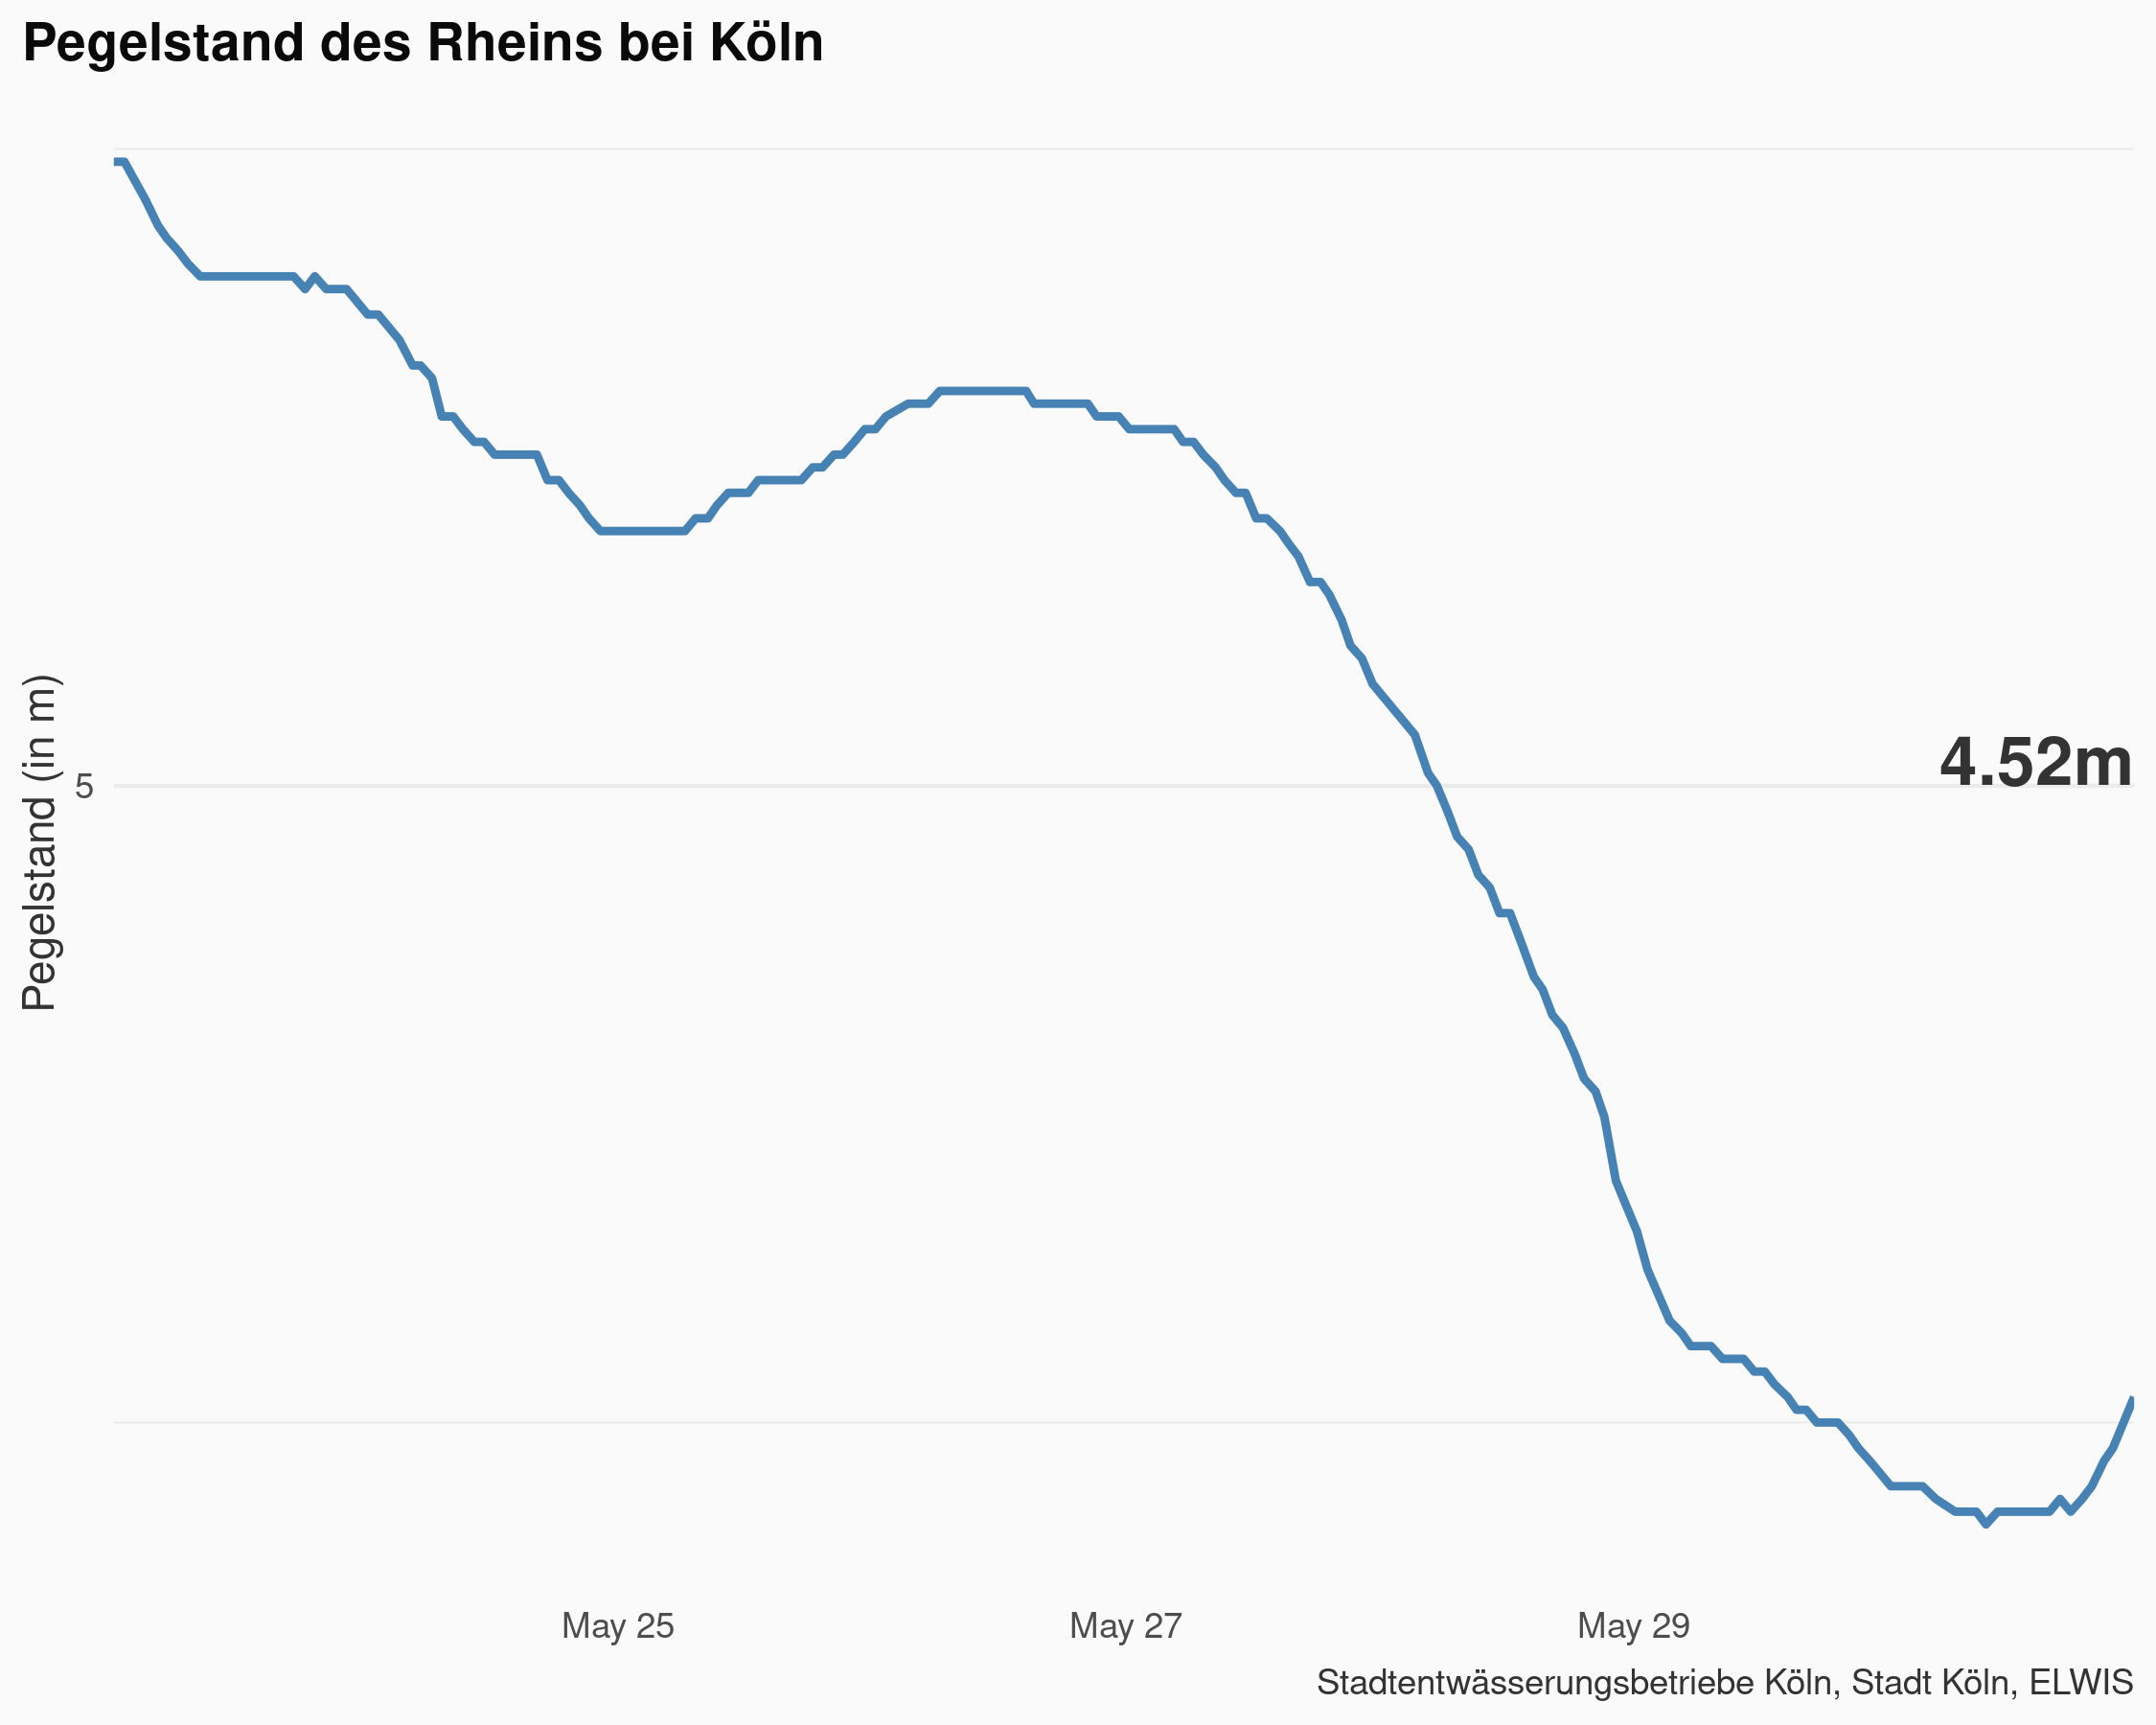 Pegelstand des Rheins bei Köln
Pegelstand (in m)
5
4.52m
May 25
May 27
May 29
Stadtentwässerungsbetriebe Köln, Stadt Köln, ELWIS